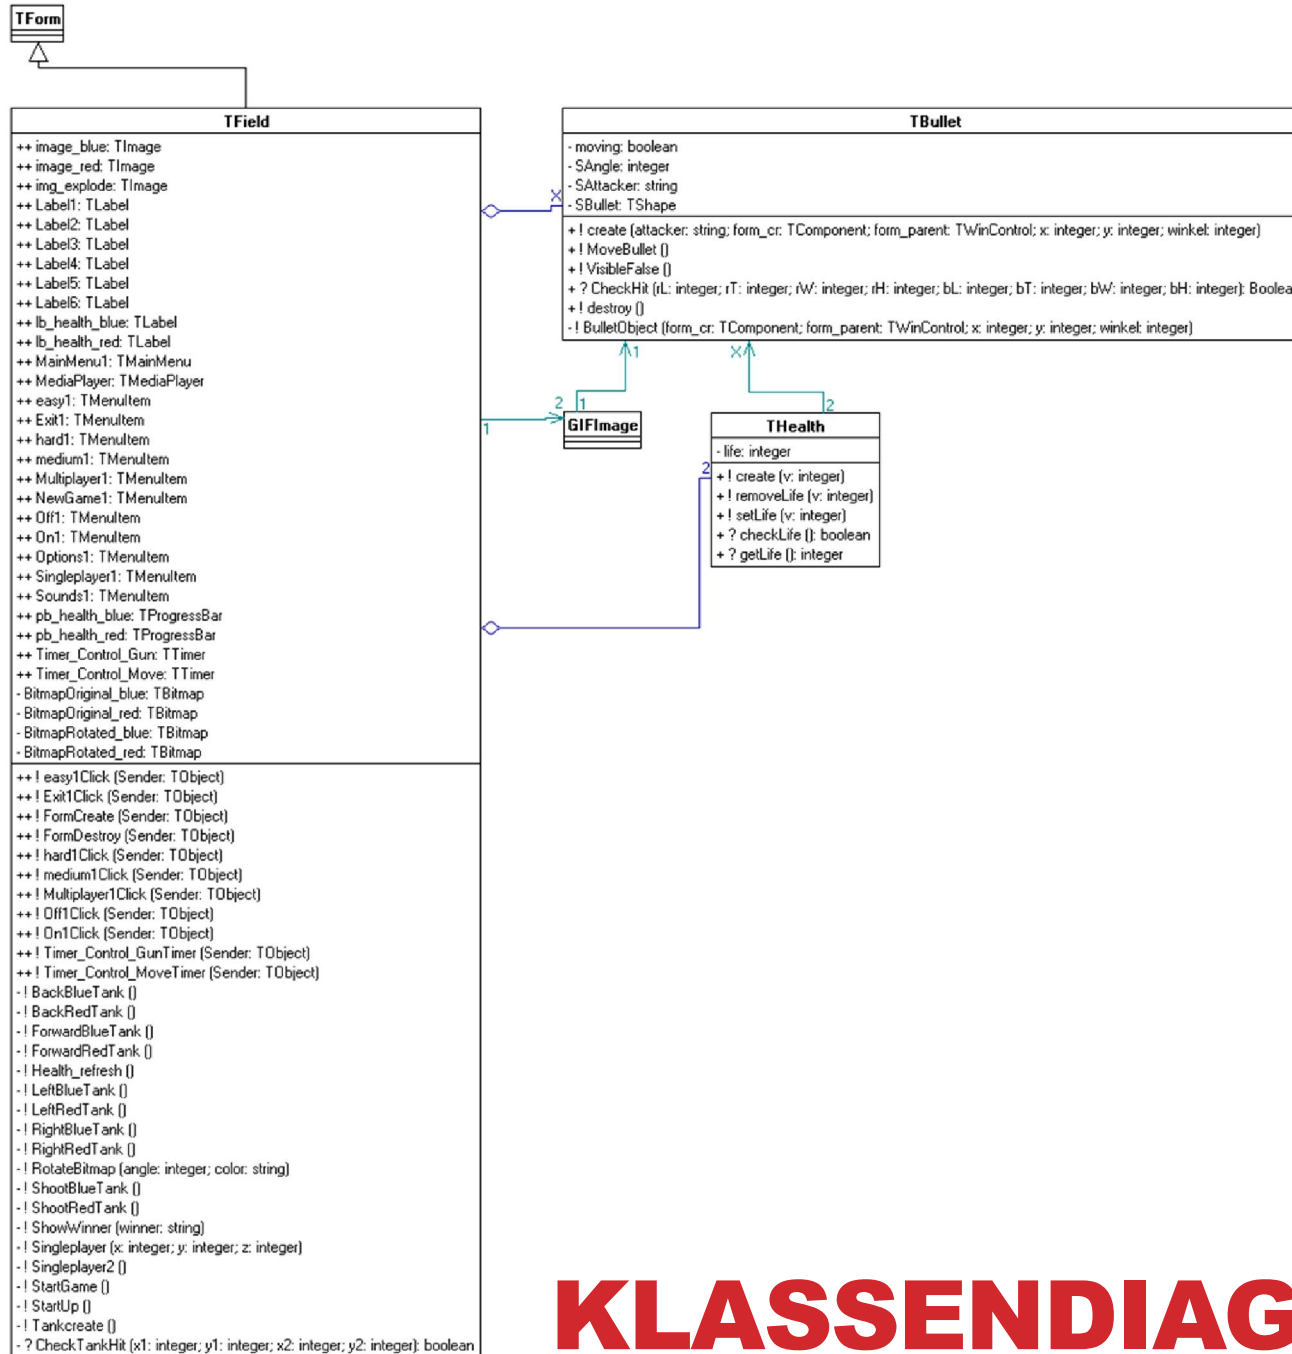 TForm
TField
++ image_blue: TImage
++ image_red: TImage
++ img_explode: TImage
++ Label1: TLabel
++ Label2: TLabel
++ Label3: TLabel
++ Label4: TLabel
++ Label5: TLabel
++ Label6: TLabel
++ lb_health_blue: TLabel
++ lb_health_red: TLabel
++ MainMenu1: TMainMenu
++ MediaPlayer: TMediaPlayer
++ easy1: TMenuItem
++ Exit1: TMenuItem
++ hard1: TMenuItem
++ medium1: TMenuItem
++ Multiplayer1: TMenuItem
++ NewGame1: TMenuItem
++ Off1: TMenuItem
++ On1: TMenuItem
++ Options1: TMenuItem
++ Singleplayer1: TMenuItem
++ Sounds1: TMenuItem
++ pb_health_blue: TProgressBar
++ pb_health_red: TProgressBar
++ Timer_Control_Gun: TTimer
++ Timer_Control_Move: TTimer
- BitmapOriginal_blue: TBitmap
- BitmapOriginal_red: TBitmap
- BitmapRotated_blue: TBitmap
- BitmapRotated_red: TBitmap
++ ! easy1Click (Sender: TObject)
++ ! Exit1Click (Sender: TObject)
++ ! FormCreate (Sender: TObject)
++ ! FormDestroy (Sender: TObject)
++ ! hard1Click (Sender: TObject)
++ ! medium1Click (Sender: TObject)
++ ! Multiplayer1Click (Sender: TObject)
++ ! Off1Click (Sender: TObject)
++ ! On1Click (Sender: TObject)
++ ! Timer_Control_GunTimer (Sender: TObject)
++ ! Timer_Control_MoveTimer (Sender: TObject)
- ! BackBlueTank ()
- ! BackRedTank ()
- ! ForwardBlueTank ()
- ! ForwardRedTank ()
- ! Health_refresh ()
- ! LeftBlueTank ()
- ! LeftRedTank ()
- ! RightBlueTank ()
- ! RightRedTank ()
- ! RotateBitmap (angle: integer; color: string)
- ! ShootBlueTank ()
- ! ShootRedTank ()
- ! ShowWinner (winner: string)
- ! Singleplayer (x: integer; y: integer; z: integer)
- ! Singleplayer2 ()
- ! StartGame ()
- ! StartUp ()
- ! Tankcreate ()
- ? CheckTankHit (x1: integer; y1: integer; x2: integer; y2: integer): boolean
X
TBullet
- moving: boolean
- SAngle: integer
- SAttacker: string
- SBullet: TShape
+ ! create (attacker: string; form_cr: TComponent; form_parent: TWinControl; x: integer; y: integer; winkel: integer)
+ ! MoveBullet ()
+ ! VisibleFalse ()
+ ? CheckHit (rL: integer; rT: integer; rW: integer; rH: integer; bL: integer; bT: integer; bW: integer; bH: integer): Boolea
+ ! destroy ()
- ! BulletObject (form_cr: TComponent; form_parent: TWinControl; x: integer; y: integer; winkel: integer)
1
X
2
1
2
1
GIFImage
THealth
- life: integer
2
+ ! create (v: integer)
+ ! removeLife (v: integer)
+ ! setLife (v: integer)
+ ? checkLife (): boolean
+ ? getLife (): integer
KLASSENDIAG